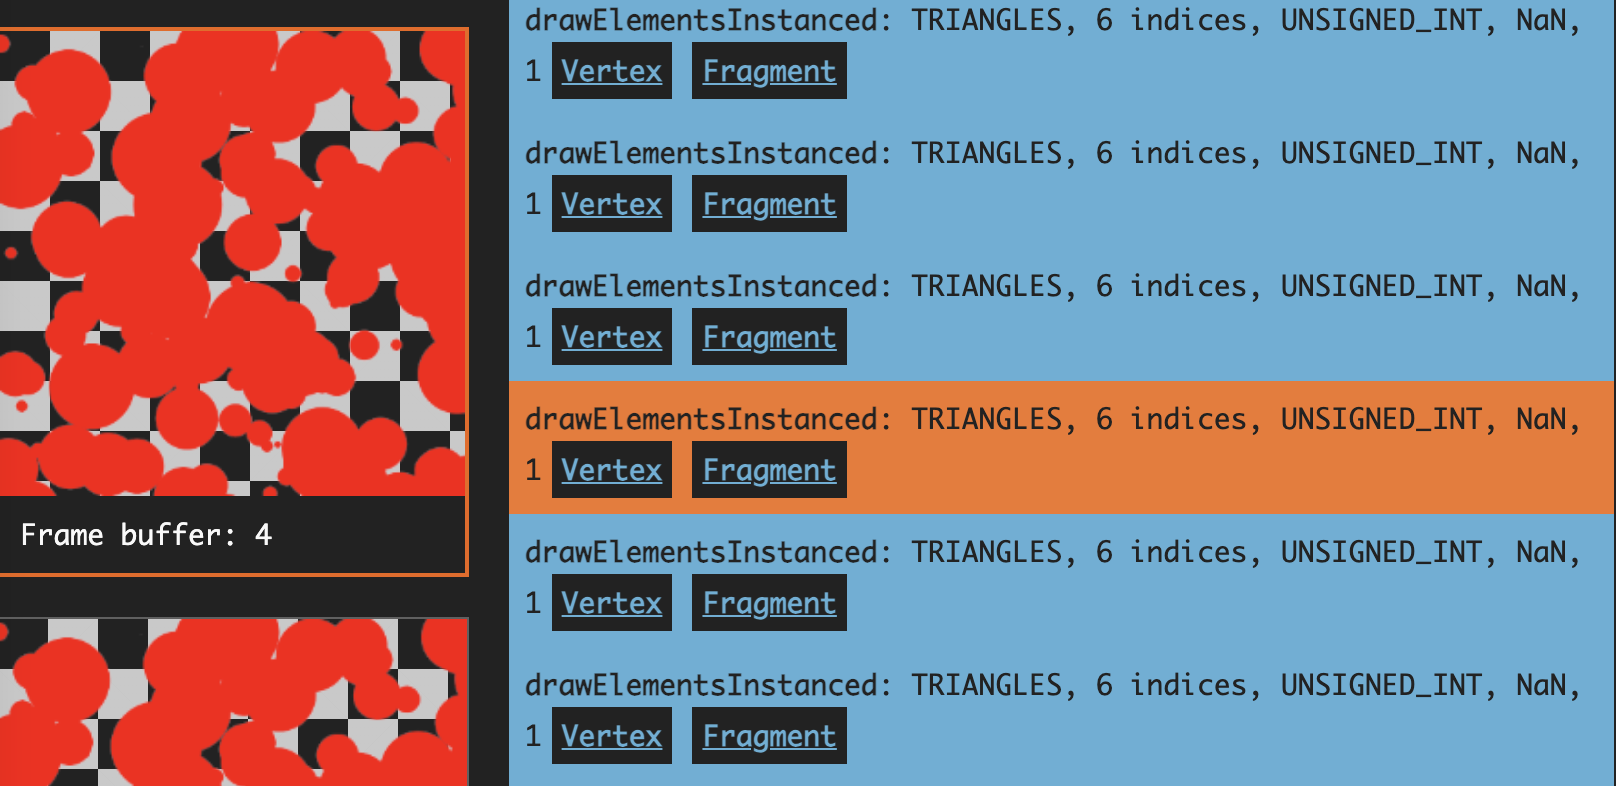 drawElementsInstanced: TRIANGLES, 6 indices, UNSIGNED_INT, NaN,
1 Vertex Fragment
drawElementsInstanced: TRIANGLES, 6 indices, UNSIGNED_INT, NaN,
1 Vertex Fragment
drawElementsInstanced: TRIANGLES, 6 indices, UNSIGNED_INT, NaN,
1 Vertex Fragment
drawElementsInstanced: TRIANGLES, 6 indices, UNSIGNED_INT, NaN,
1 Vertex Fragment
Frame buffer: 4
drawElementsInstanced: TRIANGLES, 6 indices, UNSIGNED_INT, NaN,
1 Vertex Fragment
drawElementsInstanced: TRIANGLES, 6 indices, UNSIGNED_INT, NaN,
1 Vertex Fragment